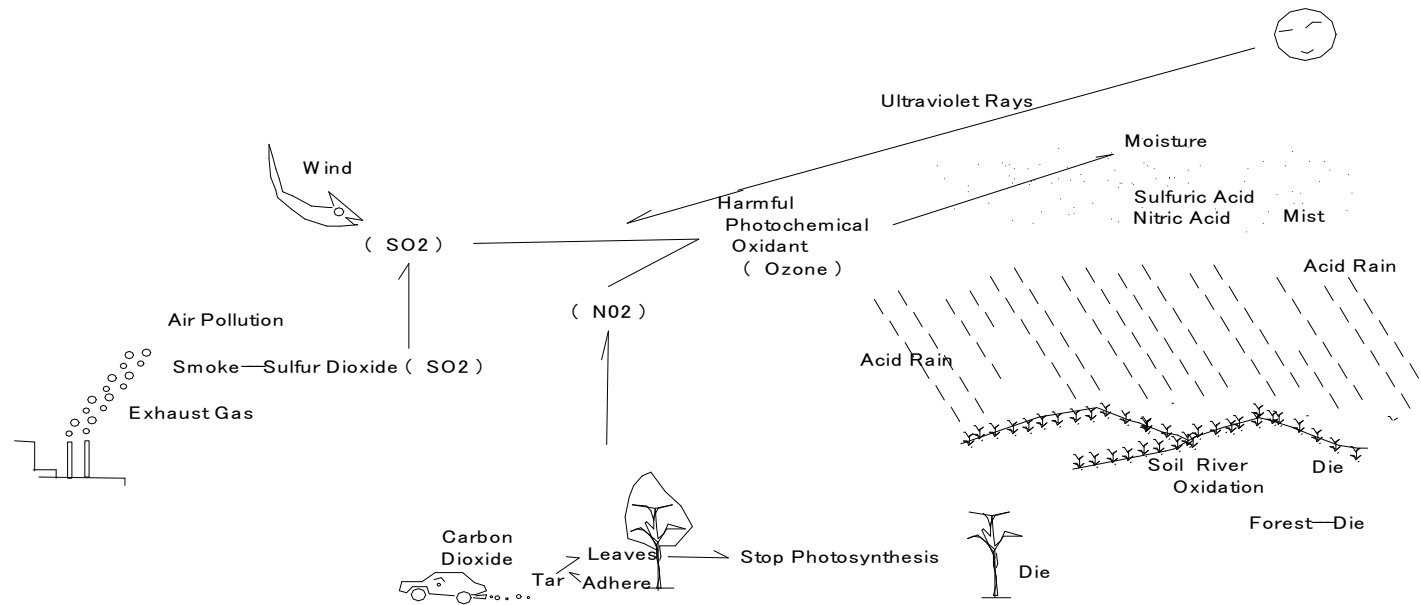 Ultraviolet Rays
Moisture
Wind
Harmful
Photochemical
Oxidant
( Ozone )
Sulfuric Acid
Nitric Acid
Mist
( SO2 )
Acid Rain
( N02 )
Air Pollution
Smoke—Sulfur Dioxide ( SO2 )
Acid Rain
Exhaust Gas
Soil River
Oxidation
Die
Forest—Die
Carbon
Dioxide
Leaves
Stop Photosynthesis
Tar
Adhere
Die